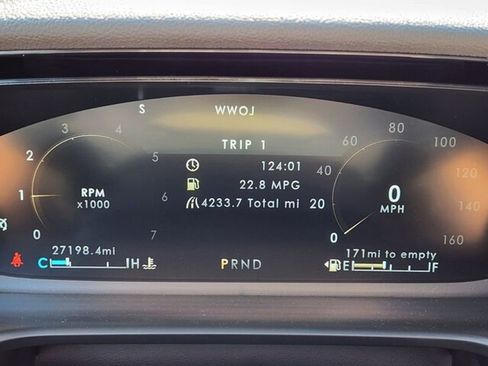 S
WWOJ
TRIP 1
124:01
22.8 MPG
4233.7 Total mi
0 1 2 3 4 5 6 7
RPM
x1000
0 20 40 60 80 100 120 140 160
0
MPH
27198.4mi
C H
PRND
171mi to empty
E F